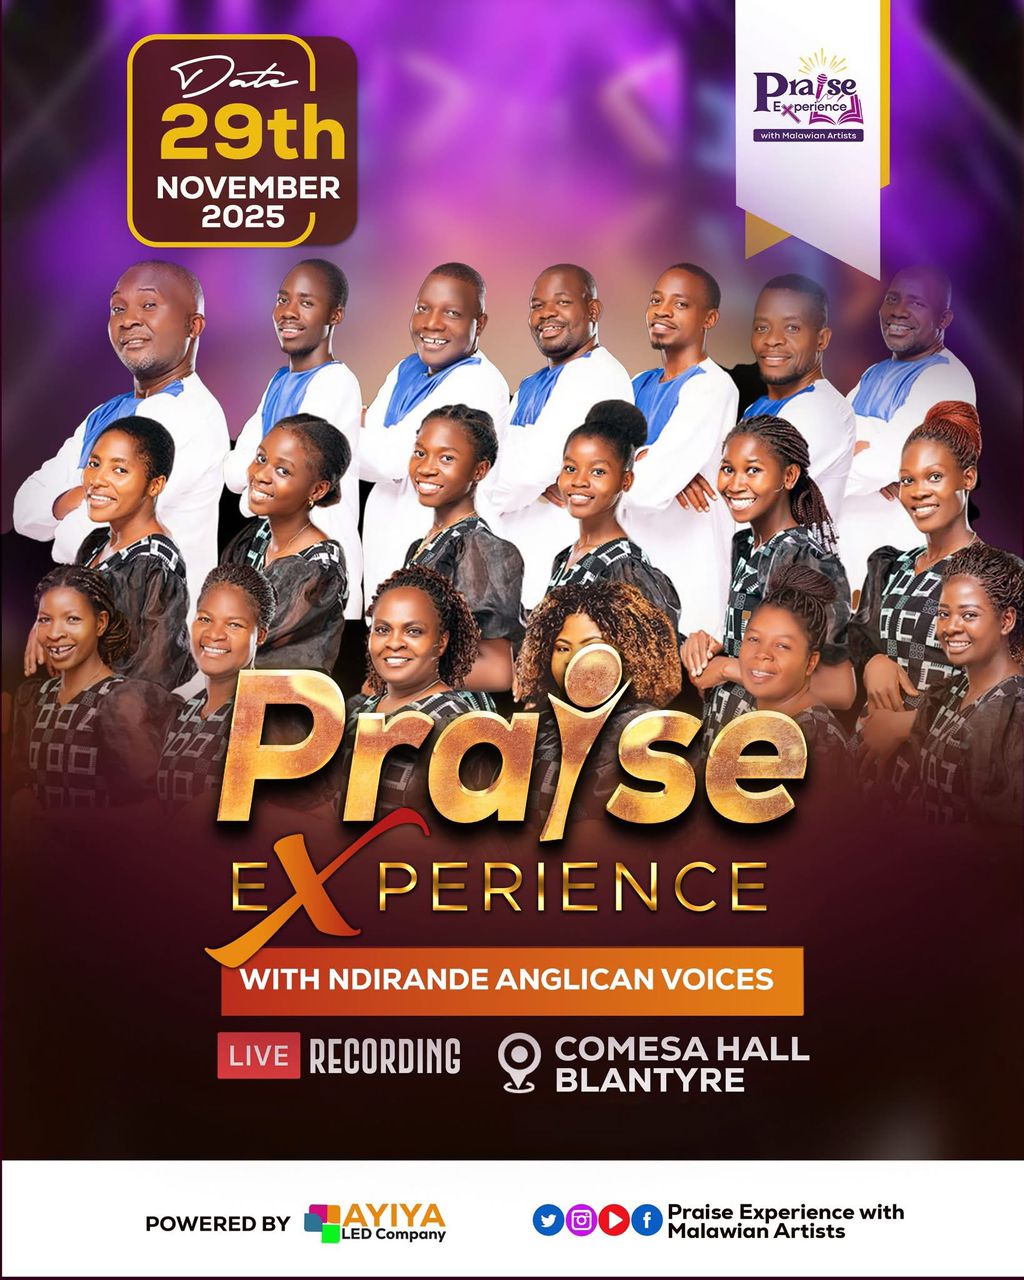 Date
29th
NOVEMBER
2025
Praise
Experience
with Malawian Artists
Praise
EXPERIENCE
WITH NDIRANDE ANGLICAN VOICES
LIVE RECORDING
COMESA HALL
BLANTYRE
POWERED BY
AYIYA
LED Company
Praise Experience with
Malawian Artists